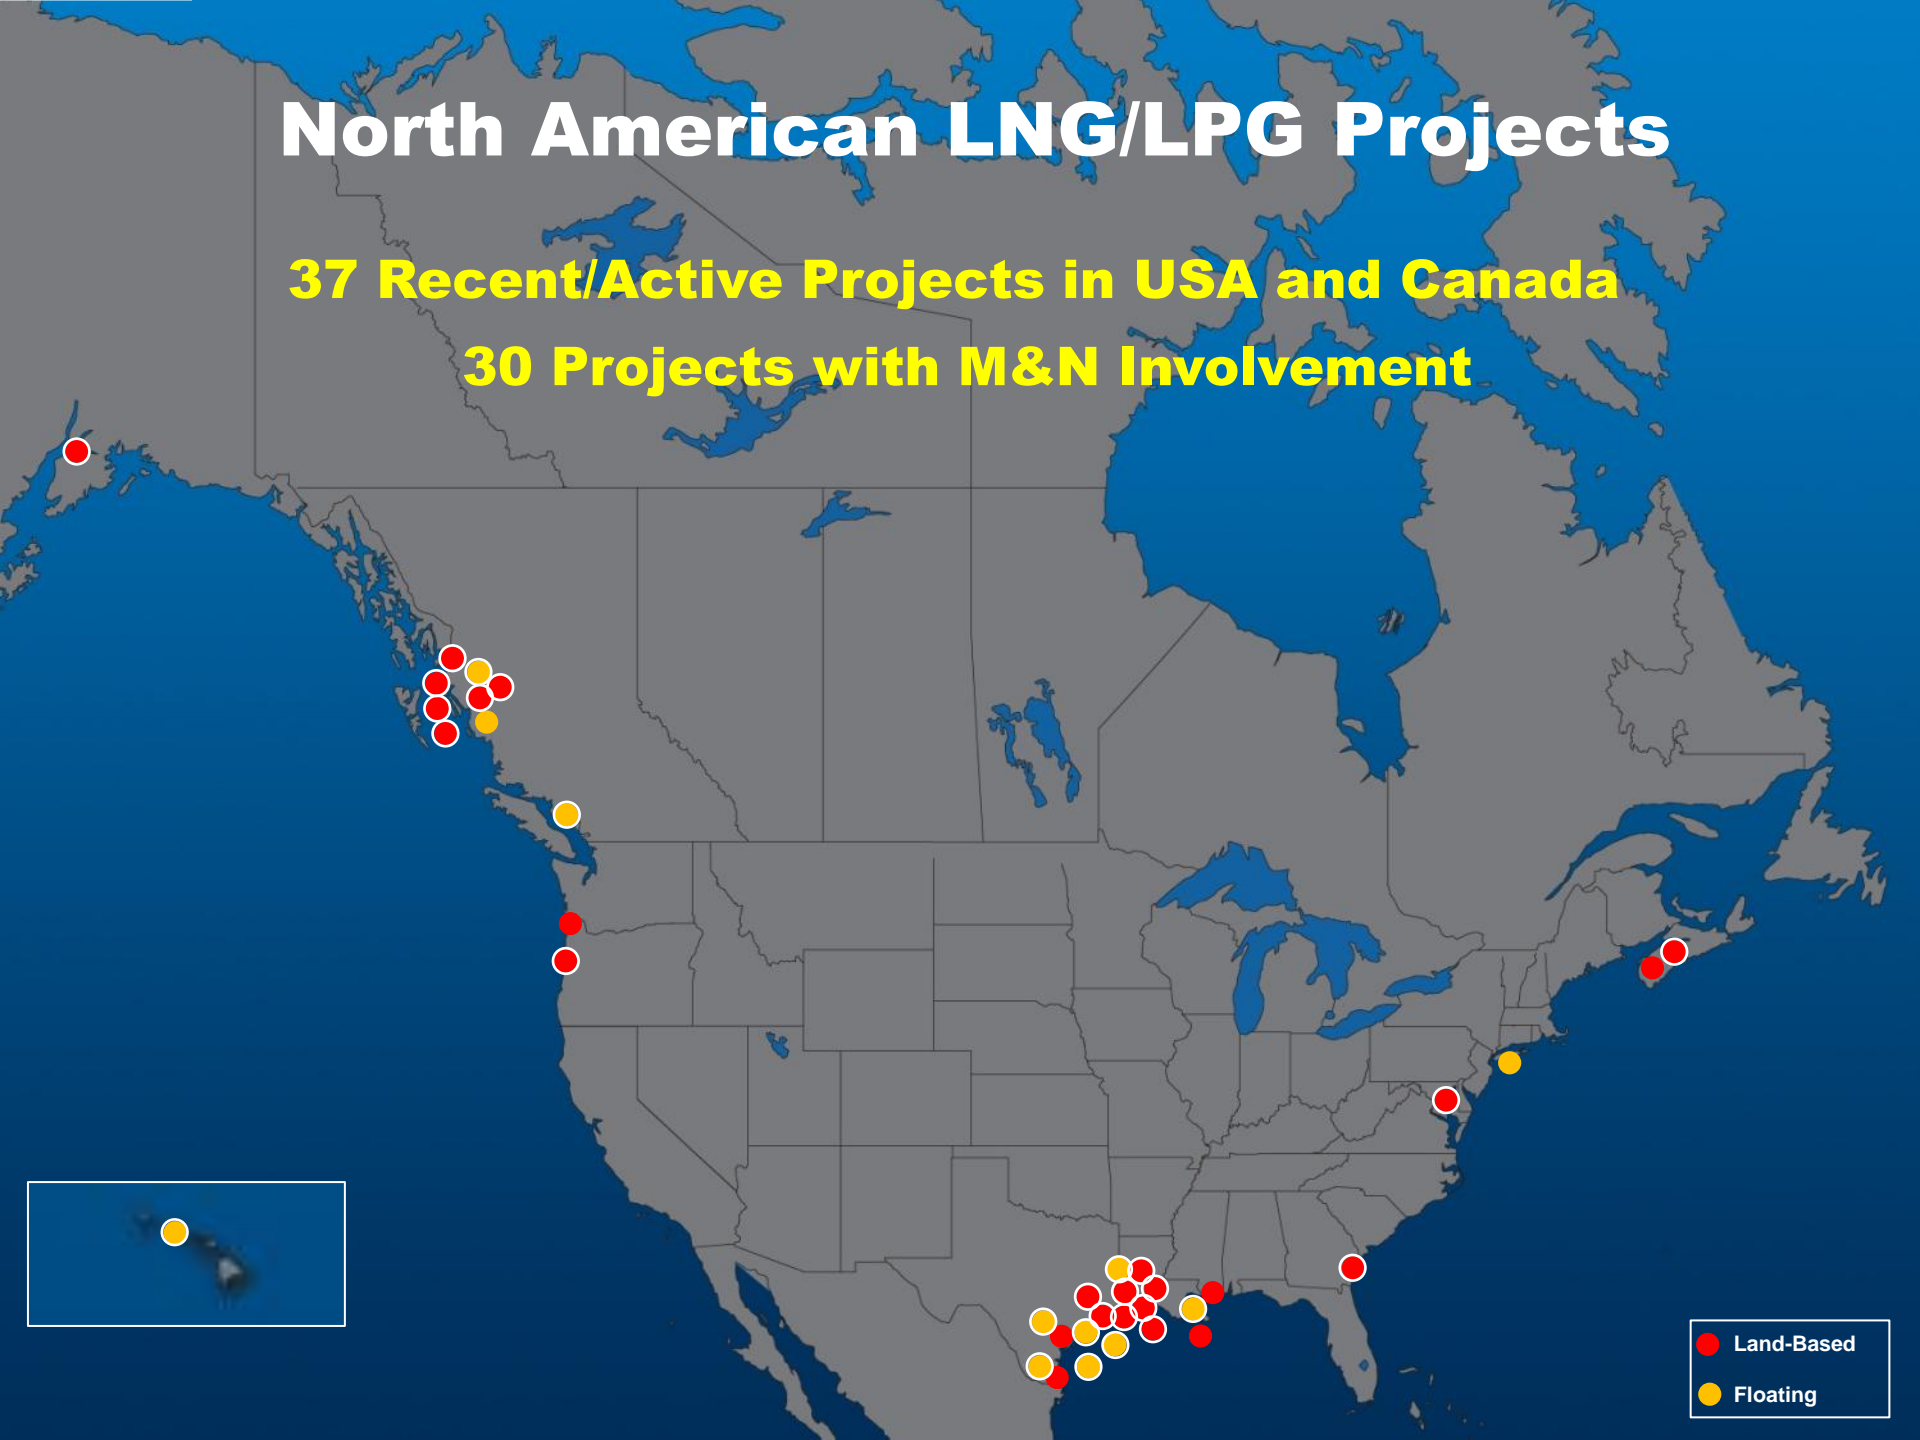 North American LNG/LPG Projects
37 Recent/Active Projects in USA and Canada
30 Projects with M&N Involvement
Land-Based
Floating